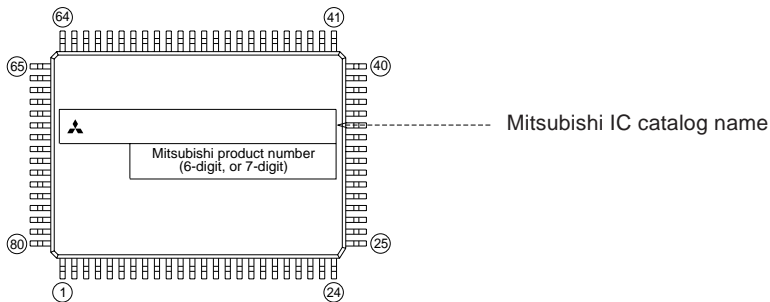 64 41
65 40
Mitsubishi IC catalog name
Mitsubishi product number
(6-digit, or 7-digit)
80 25
1 24